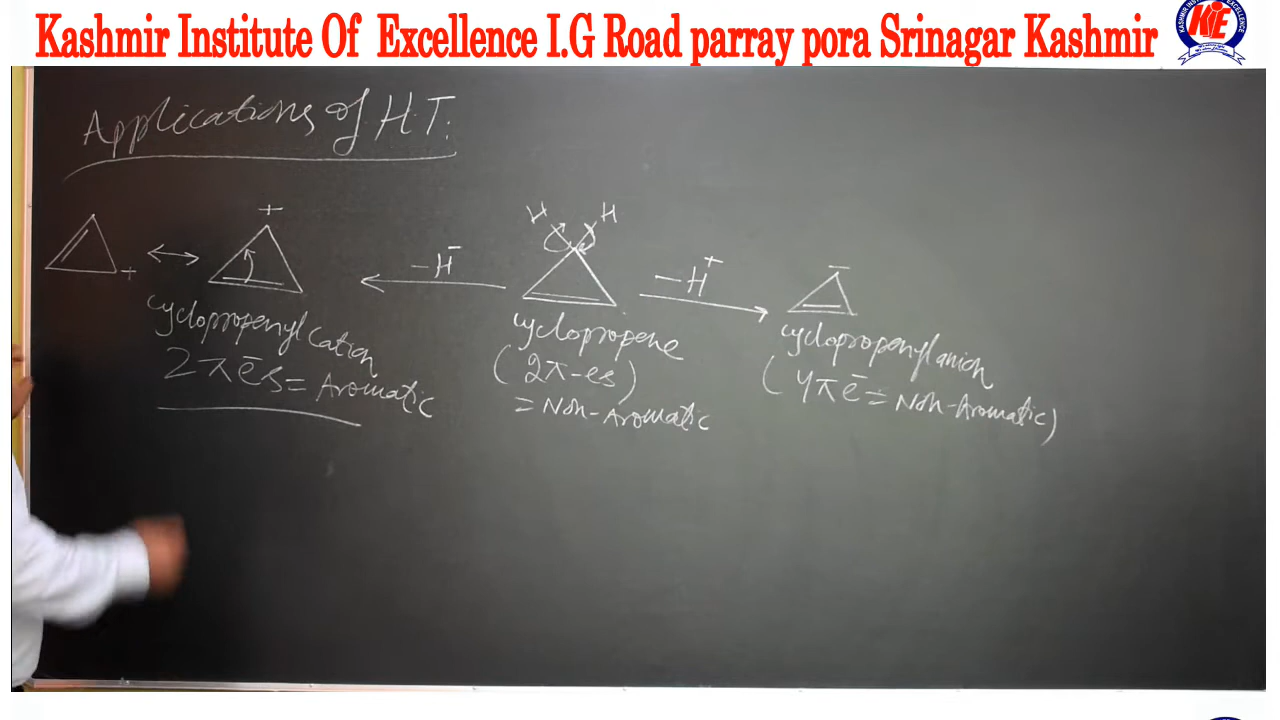 Kashmir Institute Of Excellence I.G Road parray pora Srinagar Kashmir
KIE
Applications of H.T:
+
H H
+ ↔
−H⁻
−H⁺
−
cyclopropenyl cation
cyclopropene
cyclopropenyl anion
2πēs = Aromatic
(2π-es)
= Non-Aromatic
(4πē = Non-Aromatic)